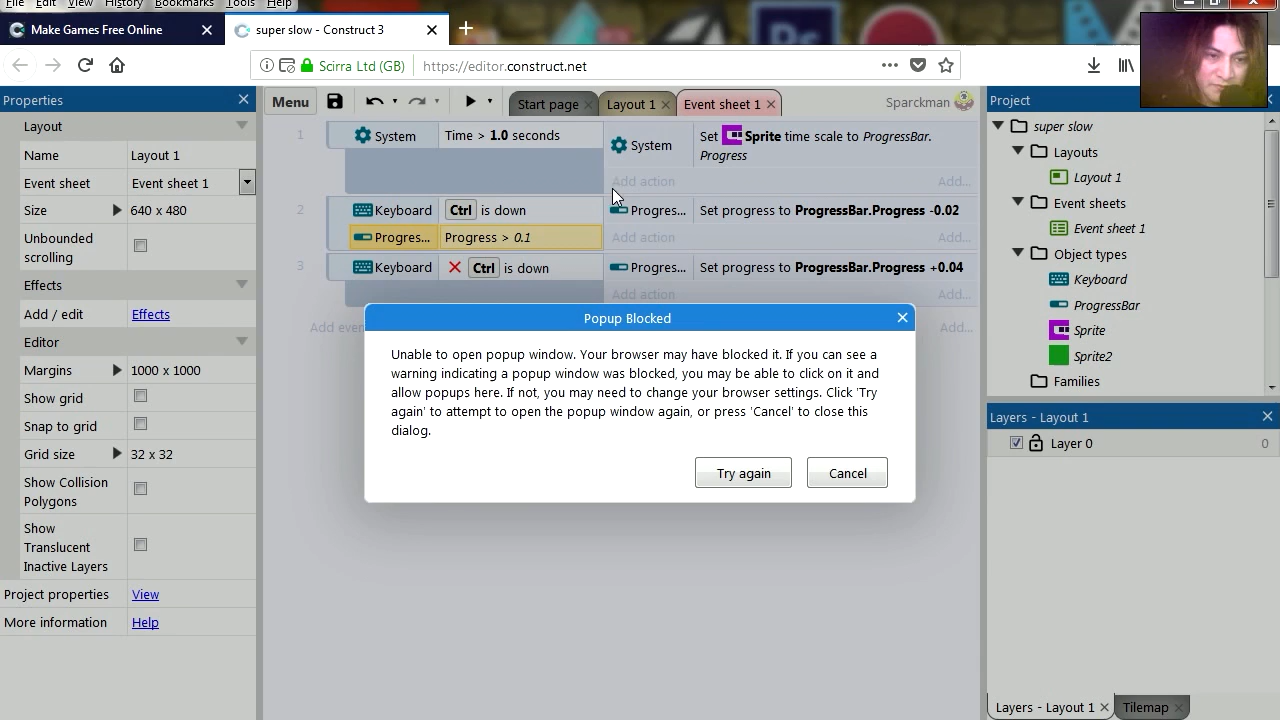 File Edit View History Bookmarks Tools Help
Make Games Free Online
super slow - Construct 3
Scirra Ltd (GB) https://editor.construct.net
Properties
Menu
Start page
Layout 1
Event sheet 1
Sparckman
Project
Layout
Name Layout 1
Event sheet Event sheet 1
Size 640 x 480
Unbounded
scrolling
Effects
Add / edit Effects
Editor
Margins 1000 x 1000
Show grid
Snap to grid
Grid size 32 x 32
Show Collision
Polygons
Show
Translucent
Inactive Layers
Project properties View
More information Help
1 System Time > 1.0 seconds
System Set Sprite time scale to ProgressBar.
Progress
Add action Add...
2 Keyboard Ctrl is down Progres... Set progress to ProgressBar.Progress -0.02
Progres... Progress > 0.1 Add action Add...
3 Keyboard Ctrl is down Progres... Set progress to ProgressBar.Progress +0.04
Add action Add...
Add even Add...
Popup Blocked
Unable to open popup window. Your browser may have blocked it. If you can see a
warning indicating a popup window was blocked, you may be able to click on it and
allow popups here. If not, you may need to change your browser settings. Click 'Try
again' to attempt to open the popup window again, or press 'Cancel' to close this
dialog.
Try again Cancel
super slow
Layouts
Layout 1
Event sheets
Event sheet 1
Object types
Keyboard
ProgressBar
Sprite
Sprite2
Families
Layers - Layout 1
Layer 0 0
Layers - Layout 1
Tilemap
Ps